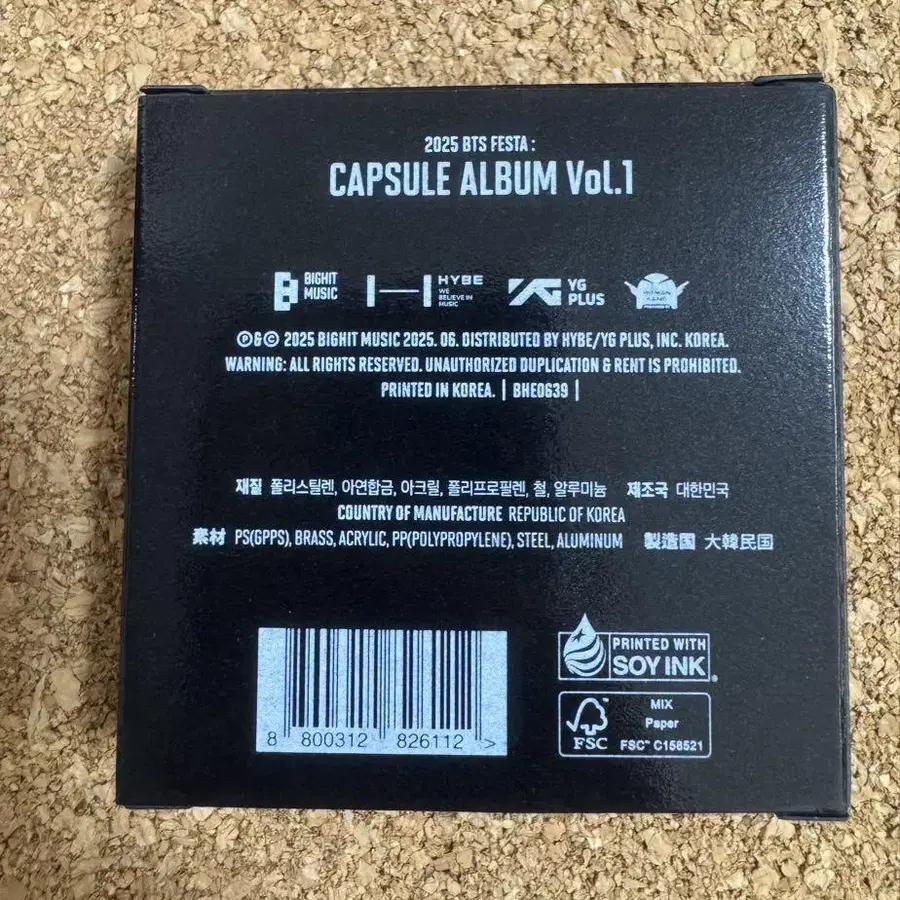 2025 BTS FESTA :
CAPSULE ALBUM Vol.1
BIGHIT MUSIC
HYBE
WE BELIEVE IN MUSIC
YG PLUS
℗&© 2025 BIGHIT MUSIC 2025. 06. DISTRIBUTED BY HYBE/YG PLUS, INC. KOREA.
WARNING: ALL RIGHTS RESERVED. UNAUTHORIZED DUPLICATION & RENT IS PROHIBITED.
PRINTED IN KOREA. | BHE0639 |
재질 폴리스틸렌, 아연합금, 아크릴, 폴리프로필렌, 철, 알루미늄 제조국 대한민국
COUNTRY OF MANUFACTURE REPUBLIC OF KOREA
素材 PS(GPPS), BRASS, ACRYLIC, PP(POLYPROPYLENE), STEEL, ALUMINUM 製造国 大韓民国
PRINTED WITH
SOY INK®
MIX
Paper
FSC
FSC™ C158521
8 800312 826112 >